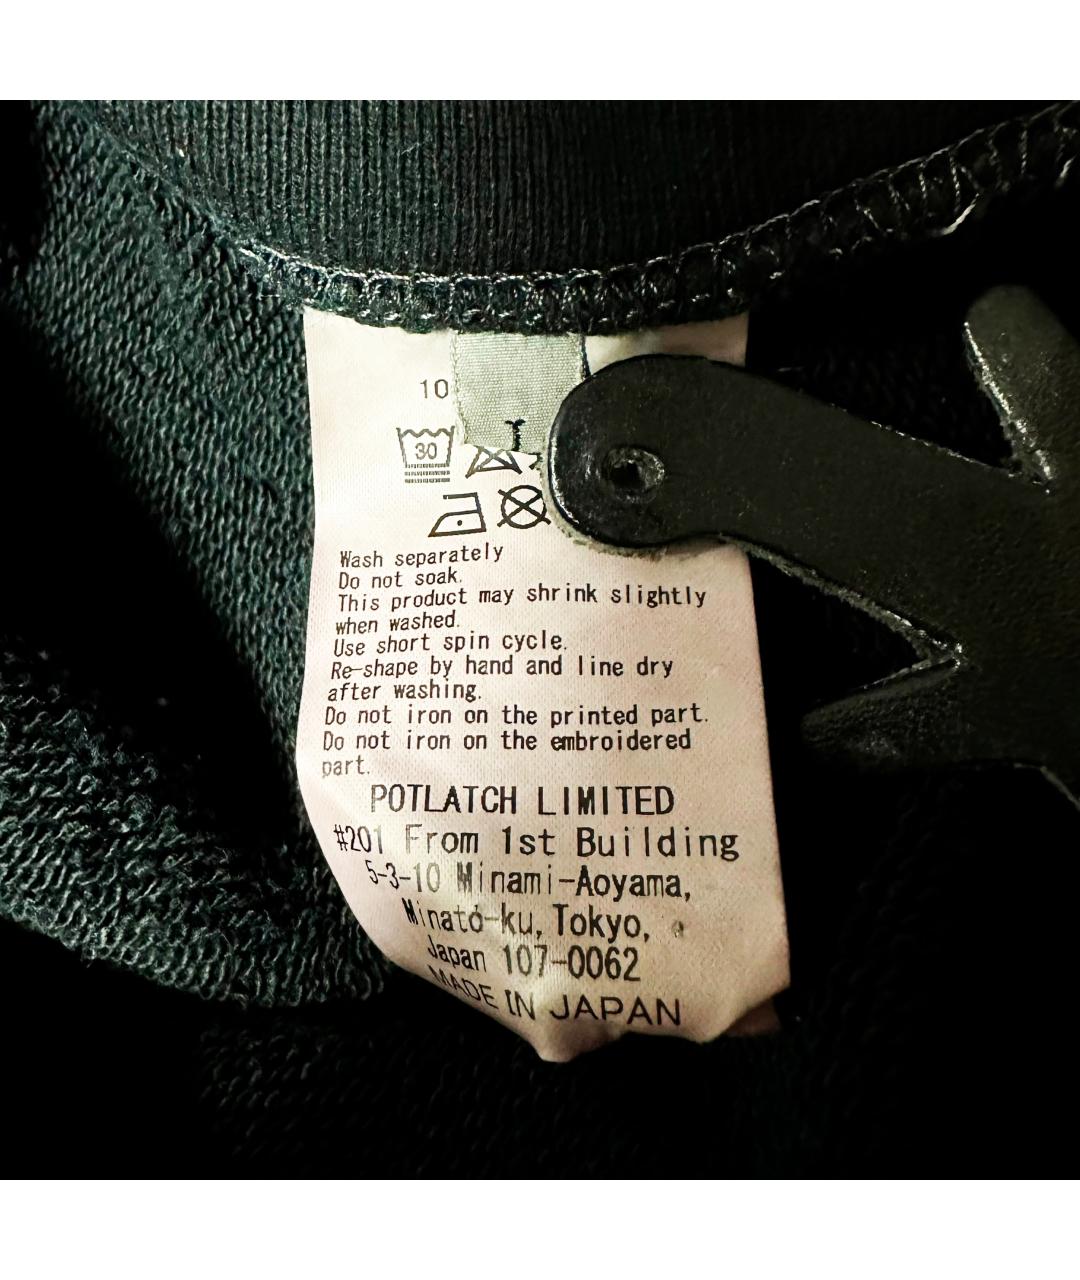 10
30
Wash separately
Do not soak.
This product may shrink slightly
when washed.
Use short spin cycle.
Re-shape by hand and line dry
after washing.
Do not iron on the printed part.
Do not iron on the embroidered
part.
POTLATCH LIMITED
#201 From 1st Building
5-3-10 Minami-Aoyama,
Minato-ku, Tokyo,
Japan 107-0062
MADE IN JAPAN